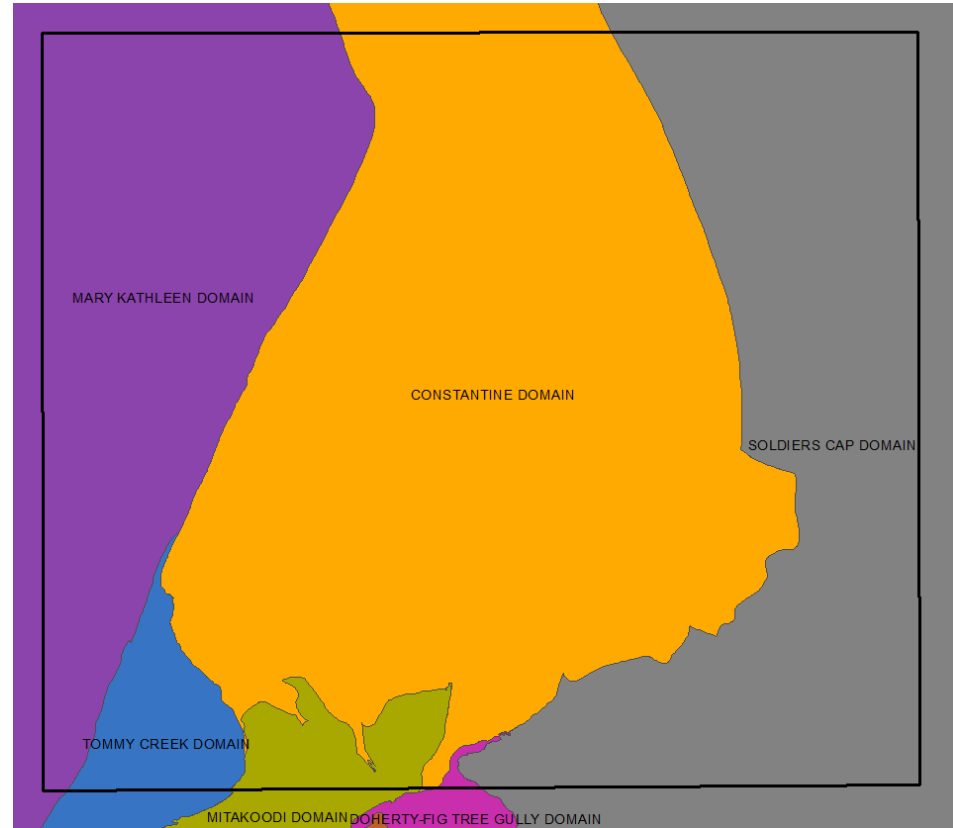 MARY KATHLEEN DOMAIN
CONSTANTINE DOMAIN
SOLDIERS CAP DOMAIN
TOMMY CREEK DOMAIN
MITAKOODI DOMAIN
DOHERTY-FIG TREE GULLY DOMAIN